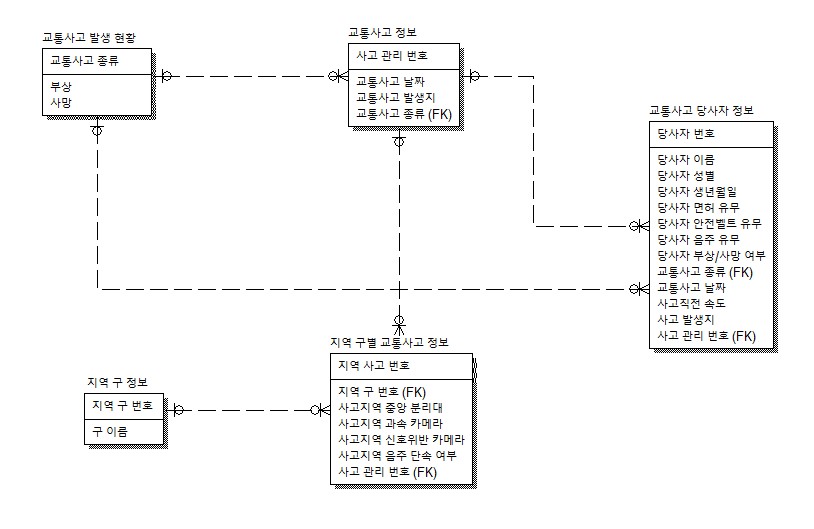 교통사고 발생 현황
교통사고 종류
부상
사망
교통사고 정보
사고 관리 번호
교통사고 날짜
교통사고 발생지
교통사고 종류 (FK)
교통사고 당사자 정보
당사자 번호
당사자 이름
당사자 성별
당사자 생년월일
당사자 면허 유무
당사자 안전벨트 유무
당사자 음주 유무
당사자 부상/사망 여부
교통사고 종류 (FK)
교통사고 날짜
사고직전 속도
사고 발생지
사고 관리 번호 (FK)
지역 구별 교통사고 정보
지역 사고 번호
지역 구 번호 (FK)
사고지역 중앙 분리대
사고지역 과속 카메라
사고지역 신호위반 카메라
사고지역 음주 단속 여부
사고 관리 번호 (FK)
지역 구 정보
지역 구 번호
구 이름